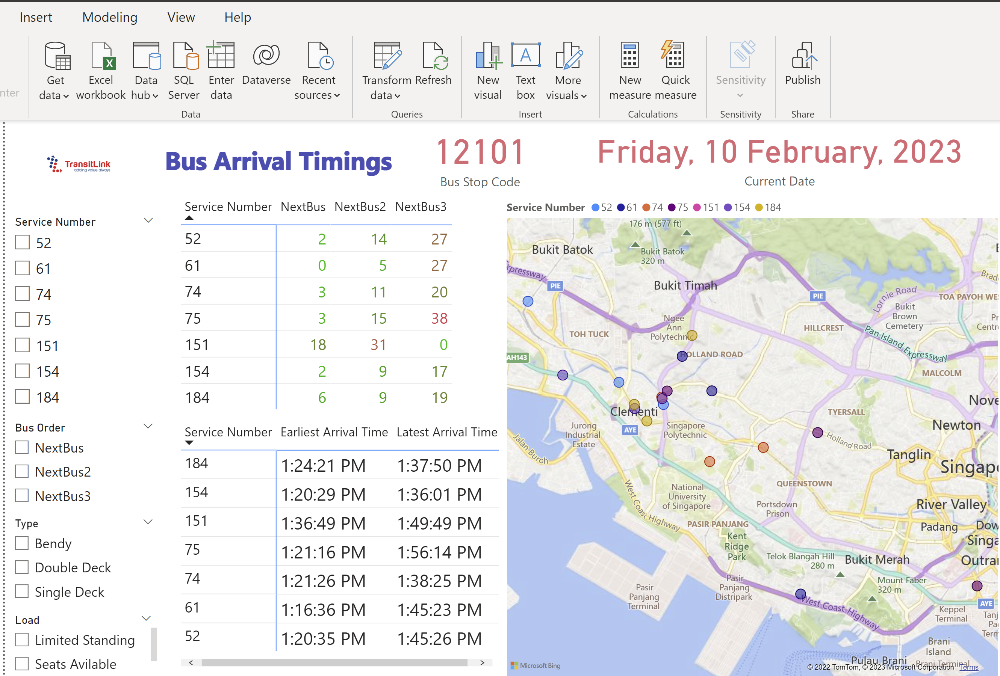 Insert Modeling View Help
nter
Get data
Excel workbook
Data hub
SQL Server
Enter data
Dataverse
Recent sources
Data
Transform data
Refresh
Queries
New visual
Text box
More visuals
Insert
New measure
Quick measure
Calculations
Sensitivity
Sensitivity
Publish
Share
TransitLink
adding value always
Bus Arrival Timings
12101
Bus Stop Code
Friday, 10 February, 2023
Current Date
Service Number
52
61
74
75
151
154
184
Bus Order
NextBus
NextBus2
NextBus3
Type
Bendy
Double Deck
Single Deck
Load
Limited Standing
Seats Avilable
Service Number NextBus NextBus2 NextBus3
52 2 14 27
61 0 5 27
74 3 11 20
75 3 15 38
151 18 31 0
154 2 9 17
184 6 9 19
Service Number Earliest Arrival Time Latest Arrival Time
184 1:24:21 PM 1:37:50 PM
154 1:20:29 PM 1:36:01 PM
151 1:36:49 PM 1:49:49 PM
75 1:21:16 PM 1:56:14 PM
74 1:21:26 PM 1:38:25 PM
61 1:16:36 PM 1:45:23 PM
52 1:20:35 PM 1:45:26 PM
Service Number 52 61 74 75 151 154 184
176 m (577 ft)
Bukit Batok
Bukit Batok
320 m
xpressway
PIE
Bukit Timah
PIE
Lornie Road
Brad
TOA PAYOH WE
Bukit
Brown
Cemetery
Pr
Centr
Ngee
Ann
Polytechnic
TOH TUCK
HILLCREST
Pan Island Expressway
HOLLAND ROAD
AH143
MALCOLM
Nove
Clementi
TYERSALL
Newton
AYE
Jurong
Industrial
Estate
Singapore
Polytechnic
Holland Road
Jalan Buroh
Tanglin
Singapo
QUEENSTOWN
National
University
of Singapore
West Coast Highway
Portsdown
Prison
River Valley
PASIR PANJANG
Padang
Dow
Singa
Kent
Ridge
Park
Telok Blangah Hill
280 m
Bukit Merah
Outra
Pasir
Panjang
Distripark
Mount Faber
320 m
Pasir
Panjang
Terminal
West Coast Highway
AYE
Keppel
Terminal
Tanj
Pa
Term
Brani
Island
Pulau Brani
Brani Terminal
Microsoft Bing
© 2022 TomTom, © 2023 Microsoft Corporation Terms